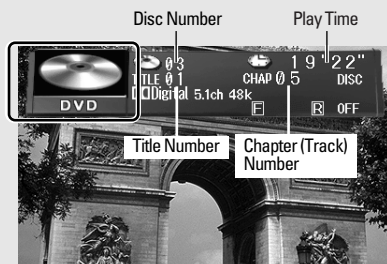 Disc Number Play Time
03 19'22"
TITLE 01 CHAP 05 DISC
DVD
Digital 5.1ch 48k
F R OFF
Title Number Chapter (Track)
Number